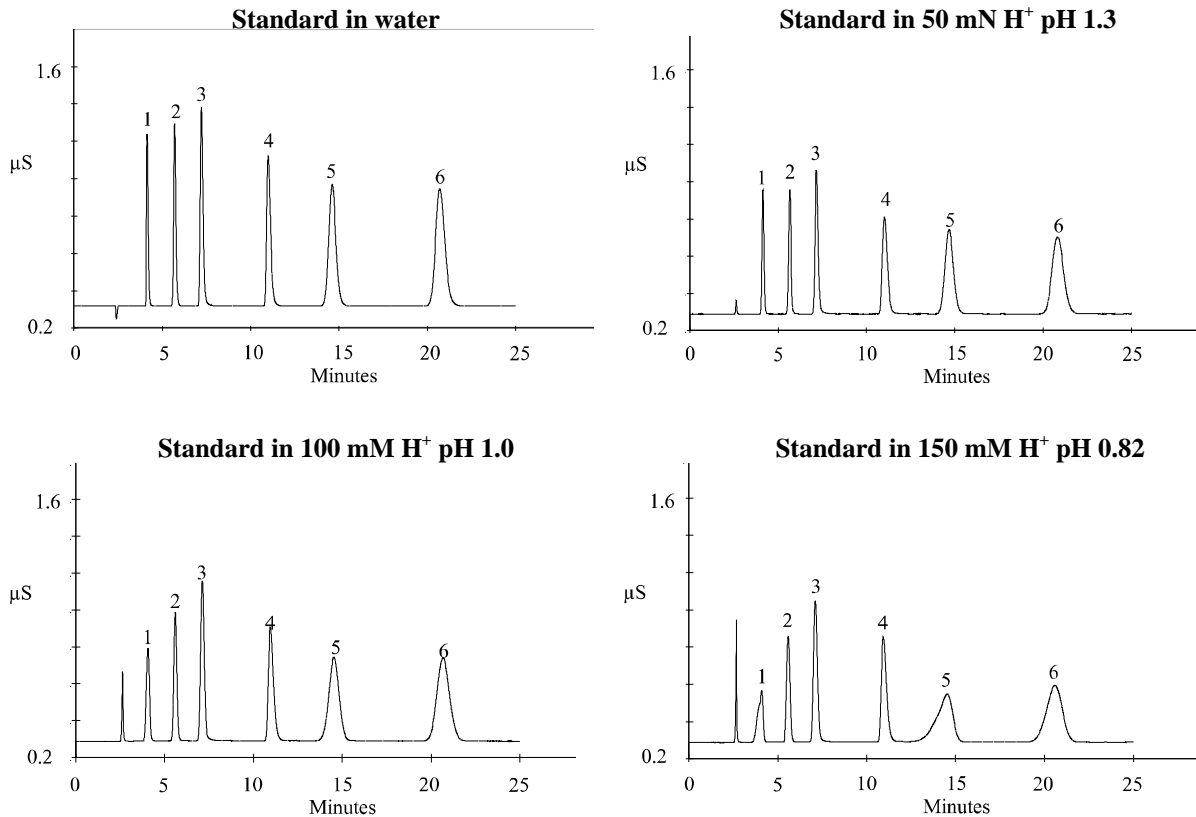 Standard in water
1.6
μS
0.2
1
2
3
4
5
6
0 5 10 15 20 25
Minutes
Standard in 50 mN H⁺ pH 1.3
1.6
μS
0.2
1
2
3
4
5
6
0 5 10 15 20 25
Minutes
Standard in 100 mM H⁺ pH 1.0
1.6
μS
0.2
1
2
3
4
5
6
0 5 10 15 20 25
Minutes
Standard in 150 mM H⁺ pH 0.82
1.6
μS
0.2
1
2
3
4
5
6
0 5 10 15 20 25
Minutes